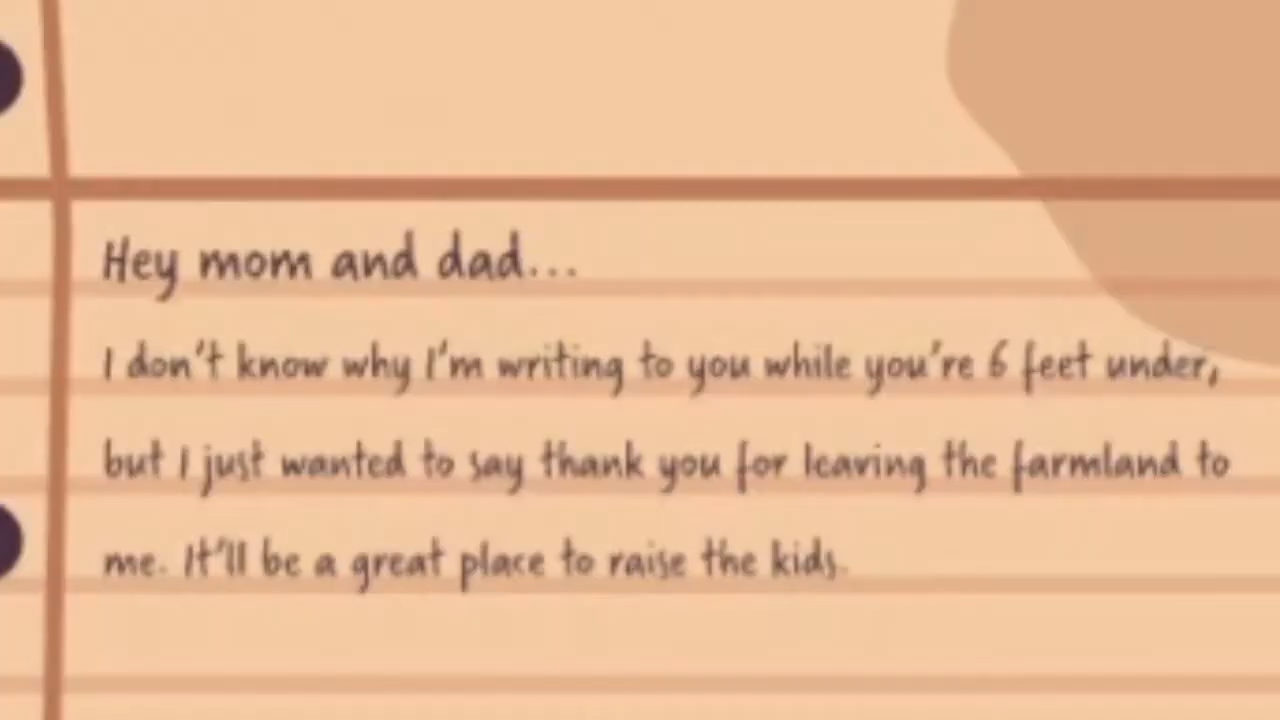 Hey mom and dad...
I don't know why I'm writing to you while you're 6 feet under,
but I just wanted to say thank you for leaving the farmland to
me. It'll be a great place to raise the kids.